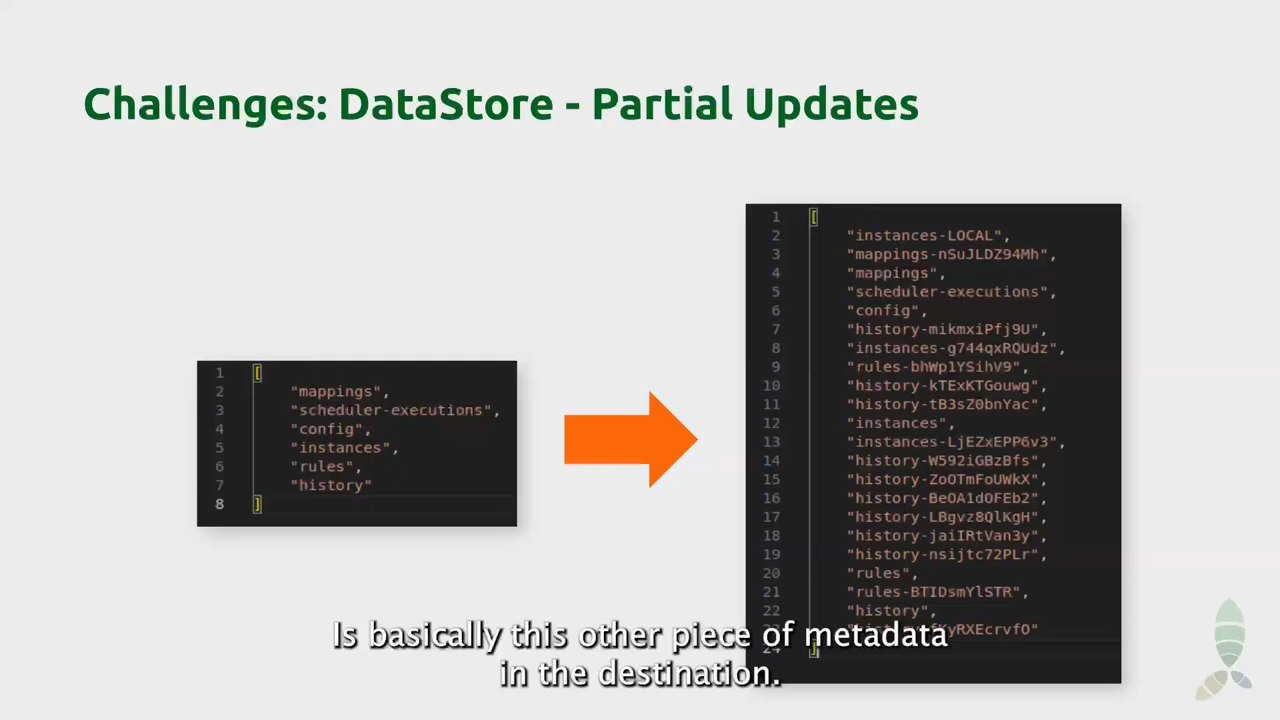 Challenges: DataStore - Partial Updates
1 [
2 "mappings",
3 "scheduler-executions",
4 "config",
5 "instances",
6 "rules",
7 "history"
8 ]
1 [
2 "instances-LOCAL",
3 "mappings-nSuJLDZ94Mh",
4 "mappings",
5 "scheduler-executions",
6 "config",
7 "history-mikmxiPfj9U",
8 "instances-g744qxRQUdz",
9 "rules-bhWp1YSihV9",
10 "history-kTExKTGouwg",
11 "history-tB3sZ0bnYac",
12 "instances",
13 "instances-LjEZxEPP6v3",
14 "history-W592iGBzBfs",
15 "history-ZoOTmFoUWkX",
16 "history-BeOA1dOFEb2",
17 "history-LBgvz8QlKgH",
18 "history-jaiIRtVan3y",
19 "history-nsijtc72PLr",
20 "rules",
21 "rules-BTIDsmYlSTR",
22 "history",
24 ]
Is basically this other piece of metadata
in the destination.